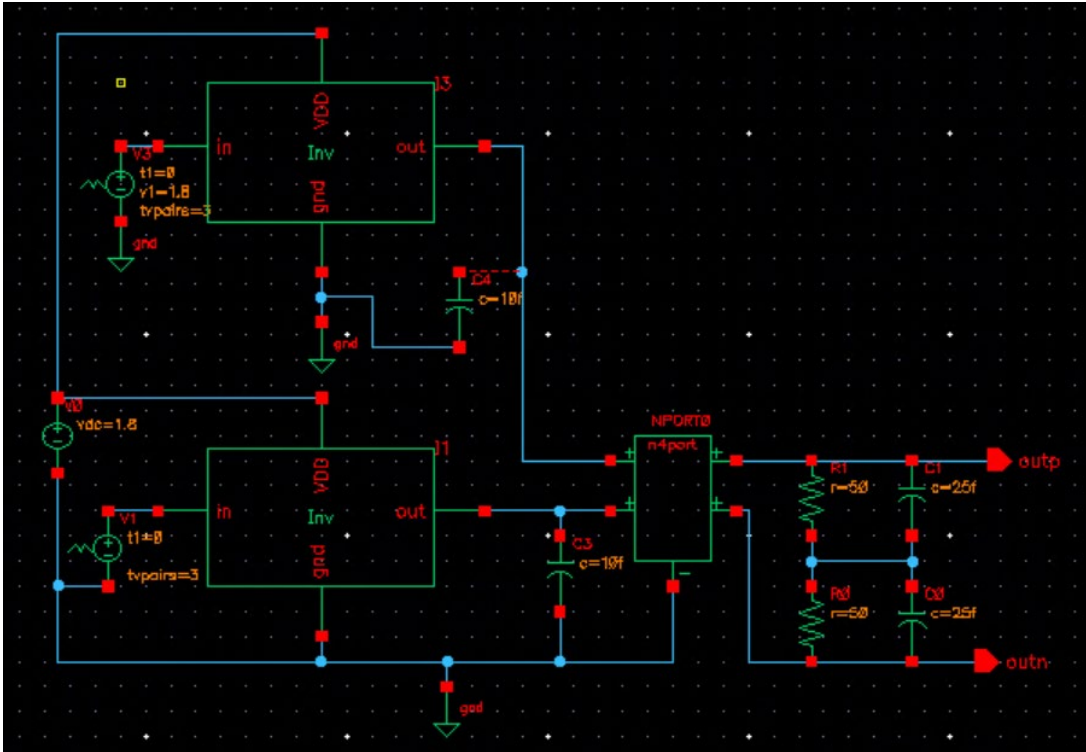 I3
VDD
in
Inv
out
gnd
V3
t1=0
v1=1.8
tvpairs=3
gnd
C4
c=10f
gnd
V0
vdc=1.8
I1
VDD
in
Inv
out
gnd
V1
t1=0
tvpairs=3
C3
c=10f
gnd
NPORT0
n4port
R1
r=50
C1
c=25f
outp
R0
r=50
C0
c=25f
outn